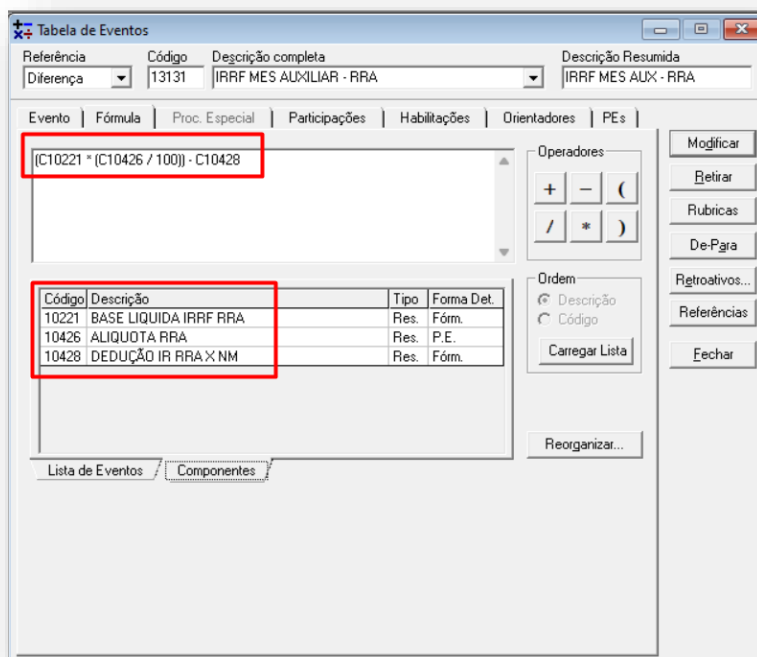 Tabela de Eventos
Referência Código Descrição completa Descrição Resumida
Diferença 13131 IRRF MES AUXILIAR - RRA IRRF MES AUX - RRA
Evento Fórmula Proc. Especial Participações Habilitações Orientadores PEs
(C10221 * (C10426 / 100)) - C10428
Operadores
+ − (
/ * )
Modificar
Retirar
Rubricas
De-Para
Retroativos...
Referências
Fechar
Ordem
Descrição
Código
Carregar Lista
Código Descrição Tipo Forma Det.
10221 BASE LIQUIDA IRRF RRA Res. Fórm.
10426 ALIQUOTA RRA Res. P.E.
10428 DEDUÇÃO IR RRA X NM Res. Fórm.
Reorganizar...
Lista de Eventos Componentes